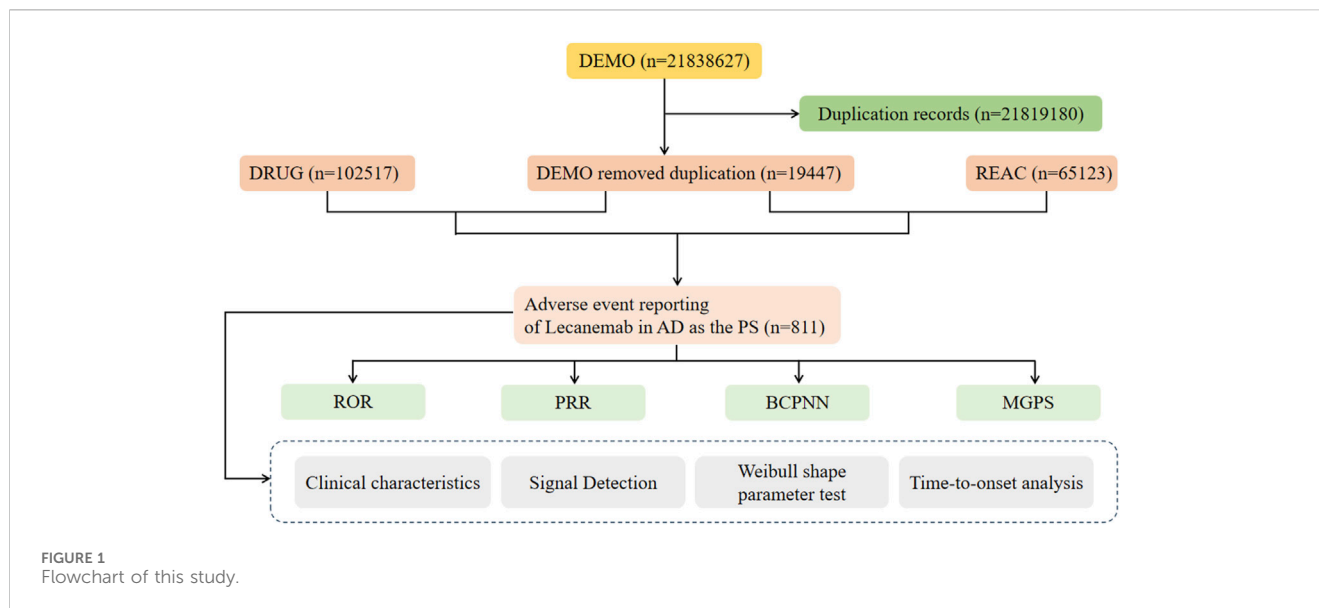 DEMO (n=21838627)
Duplication records (n=21819180)
DRUG (n=102517)
DEMO removed duplication (n=19447)
REAC (n=65123)
Adverse event reporting
of Lecanemab in AD as the PS (n=811)
ROR
PRR
BCPNN
MGPS
Clinical characteristics
Signal Detection
Weibull shape
parameter test
Time-to-onset analysis
FIGURE 1
Flowchart of this study.